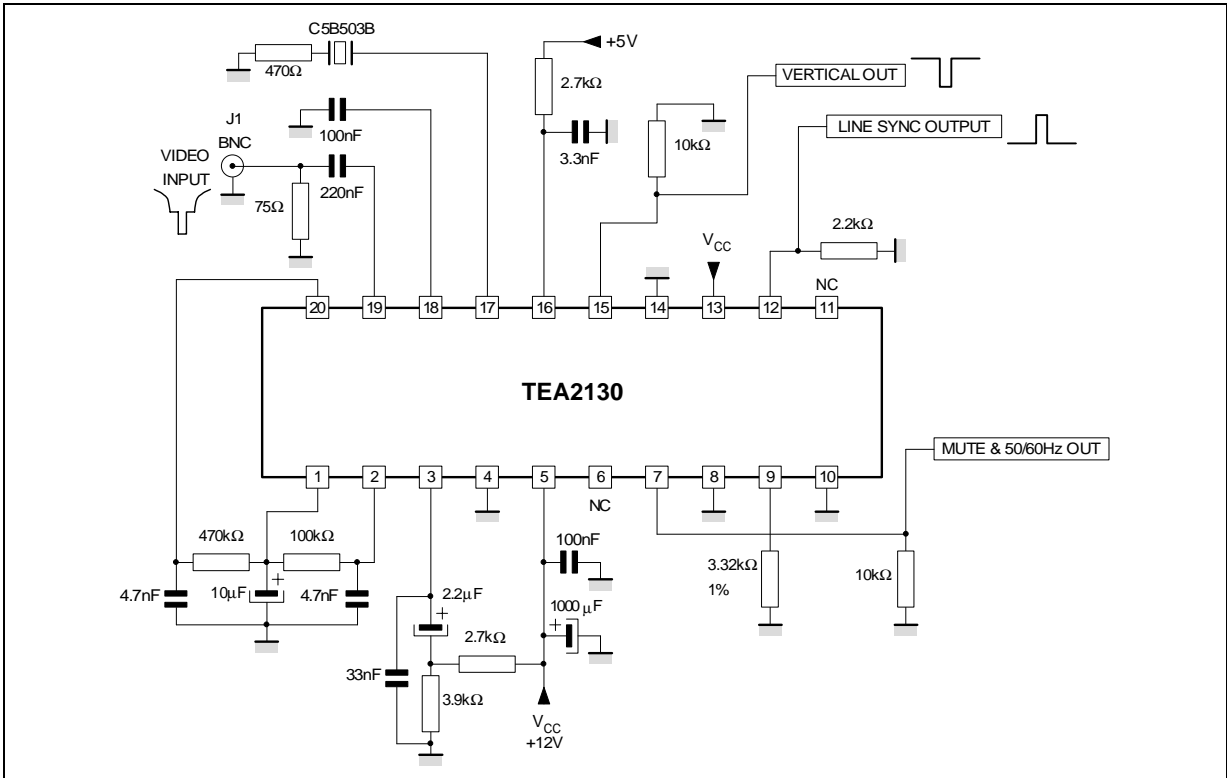 CSB503B
470Ω
+5V
2.7kΩ
VERTICAL OUT
J1
BNC
100nF
3.3nF
10kΩ
LINE SYNC OUTPUT
VIDEO
INPUT
220nF
75Ω
2.2kΩ
VCC
NC
20 19 18 17 16 15 14 13 12 11
TEA2130
MUTE & 50/60Hz OUT
1 2 3 4 5 6 7 8 9 10
NC
470kΩ
100kΩ
100nF
3.32kΩ
1%
10kΩ
4.7nF
10µF
+
4.7nF
2.2µF
+
1000 µF
+
2.7kΩ
33nF
3.9kΩ
VCC
+12V